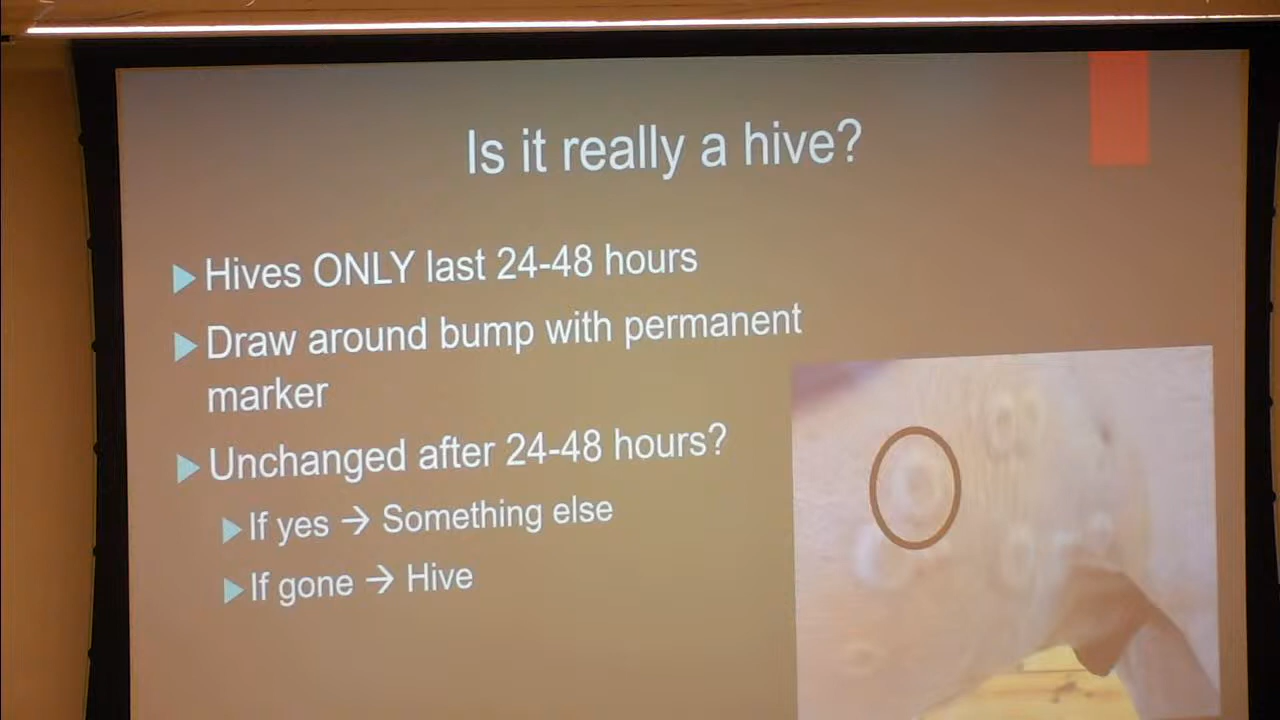 Is it really a hive?
Hives ONLY last 24-48 hours
Draw around bump with permanent
marker
Unchanged after 24-48 hours?
If yes → Something else
If gone → Hive